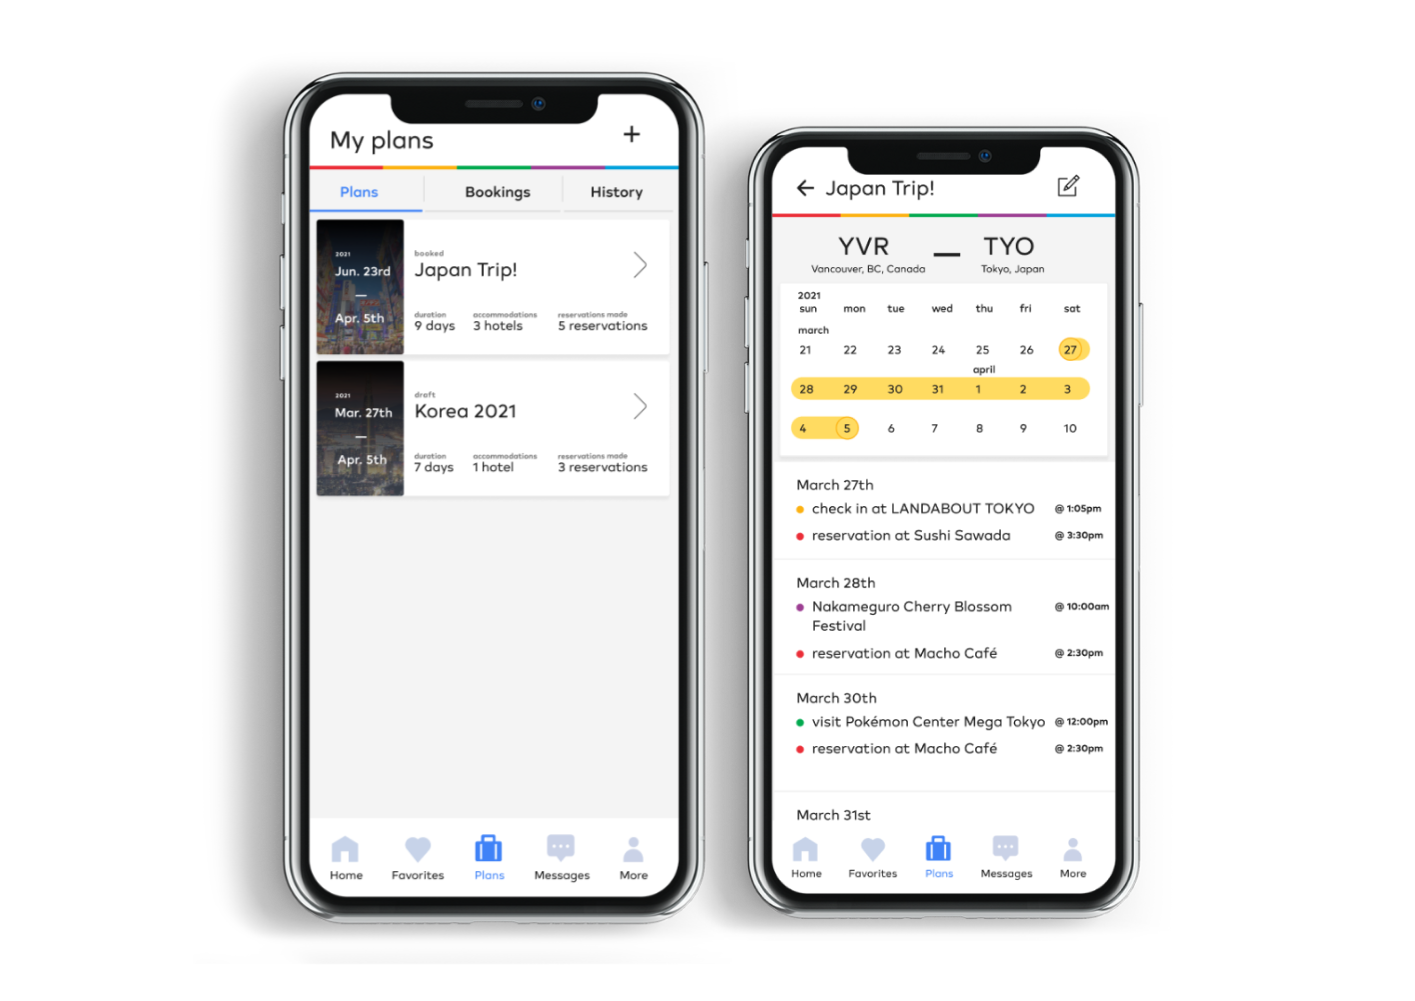 My plans +
Plans Bookings History
2021
Jun. 23rd
—
Apr. 5th
booked
Japan Trip!
duration accommodations reservations made
9 days 3 hotels 5 reservations
2021
Mar. 27th
—
Apr. 5th
draft
Korea 2021
duration accommodations reservations made
7 days 1 hotel 3 reservations
Home Favorites Plans Messages More
Japan Trip!
YVR — TYO
Vancouver, BC, Canada Tokyo, Japan
2021
sun mon tue wed thu fri sat
march
21 22 23 24 25 26 27
april
28 29 30 31 1 2 3
4 5 6 7 8 9 10
March 27th
check in at LANDABOUT TOKYO @ 1:05pm
reservation at Sushi Sawada @ 3:30pm
March 28th
Nakameguro Cherry Blossom @ 10:00am
Festival
reservation at Macho Café @ 2:30pm
March 30th
visit Pokémon Center Mega Tokyo @ 12:00pm
reservation at Macho Café @ 2:30pm
March 31st
Home Favorites Plans Messages More